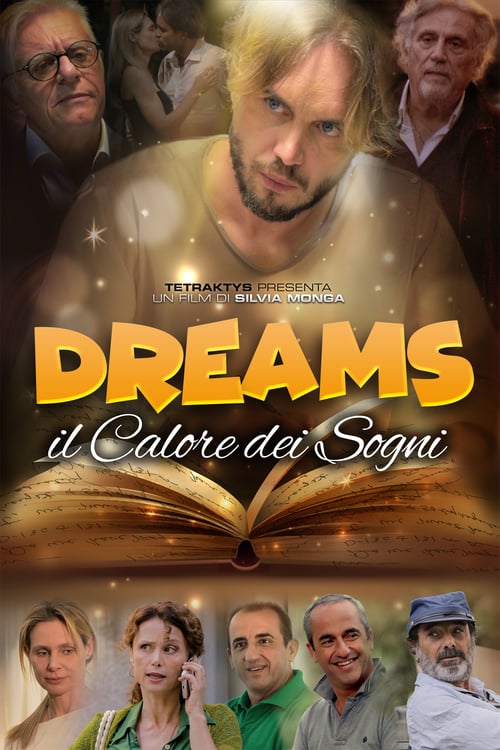 TETRAKTYS PRESENTA
UN FILM DI SILVIA MONGA
DREAMS
il Calore dei Sogni